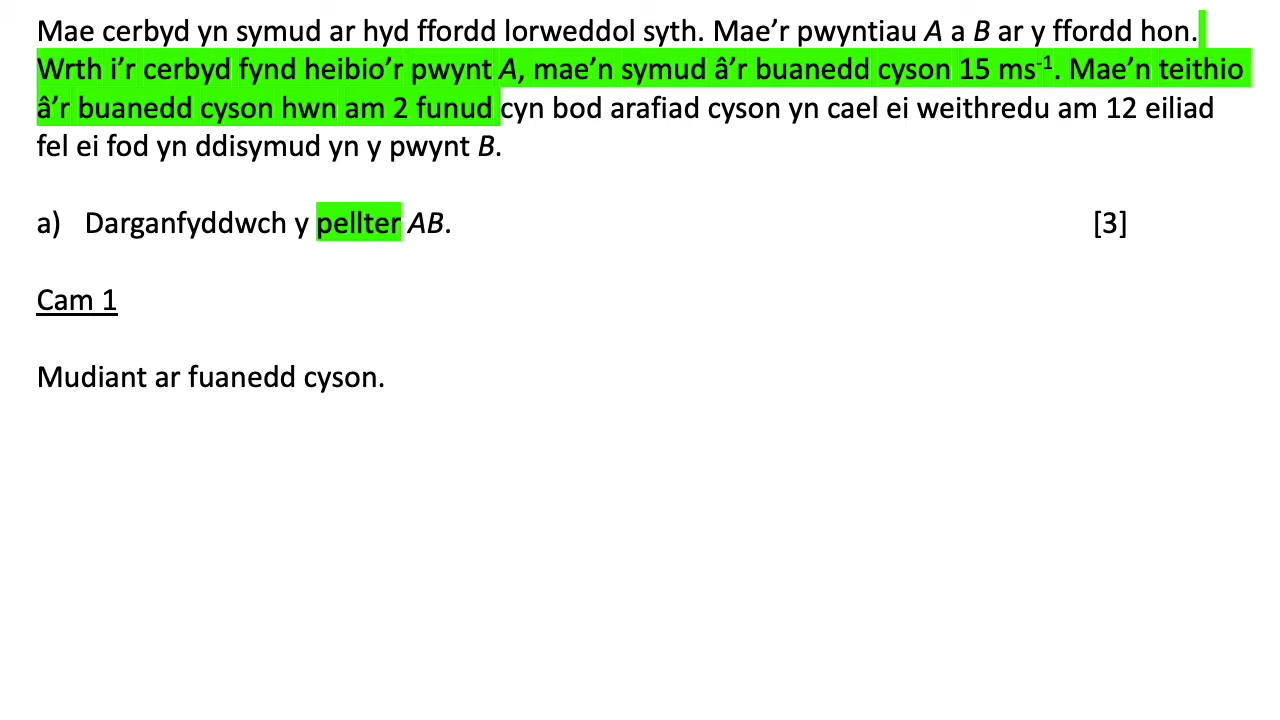 Mae cerbyd yn symud ar hyd ffordd lorweddol syth. Mae’r pwyntiau A a B ar y ffordd hon.
Wrth i’r cerbyd fynd heibio’r pwynt A, mae’n symud â’r buanedd cyson 15 ms⁻¹. Mae’n teithio
â’r buanedd cyson hwn am 2 funud cyn bod arafiad cyson yn cael ei weithredu am 12 eiliad
fel ei fod yn ddisymud yn y pwynt B.
a) Darganfyddwch y pellter AB. [3]
Cam 1
Mudiant ar fuanedd cyson.